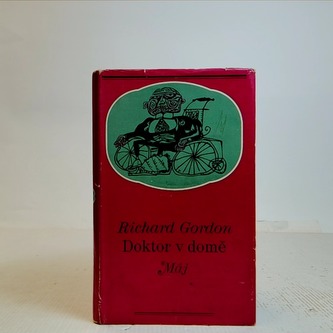 Richard Gordon
Doktor v domě
Máj